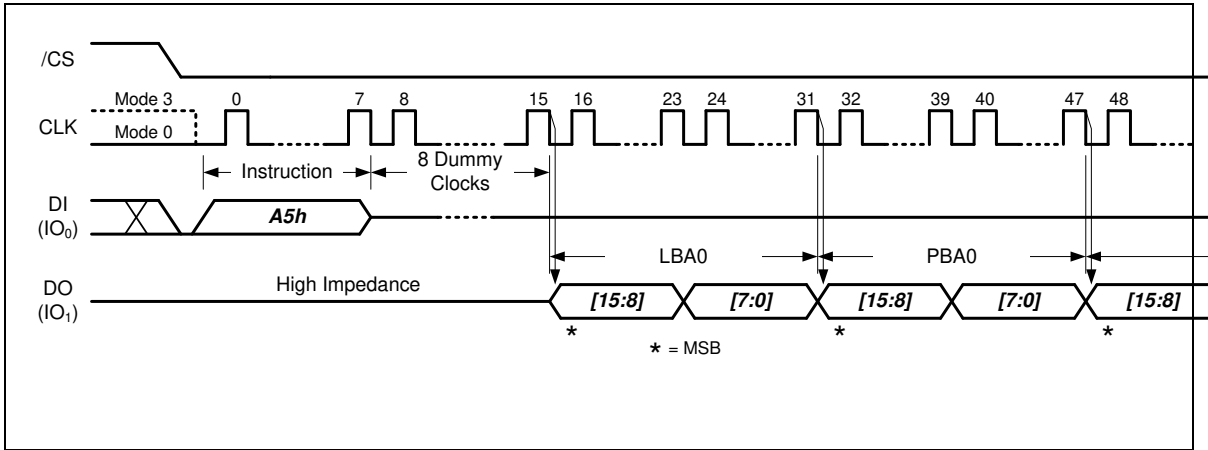 /CS
Mode 3
0
7
8
15
16
23
24
31
32
39
40
47
48
CLK
Mode 0
Instruction
8 Dummy
Clocks
DI
(IO0)
A5h
LBA0
PBA0
DO
(IO1)
High Impedance
[15:8]
[7:0]
[15:8]
[7:0]
[15:8]
*
*
*
* = MSB